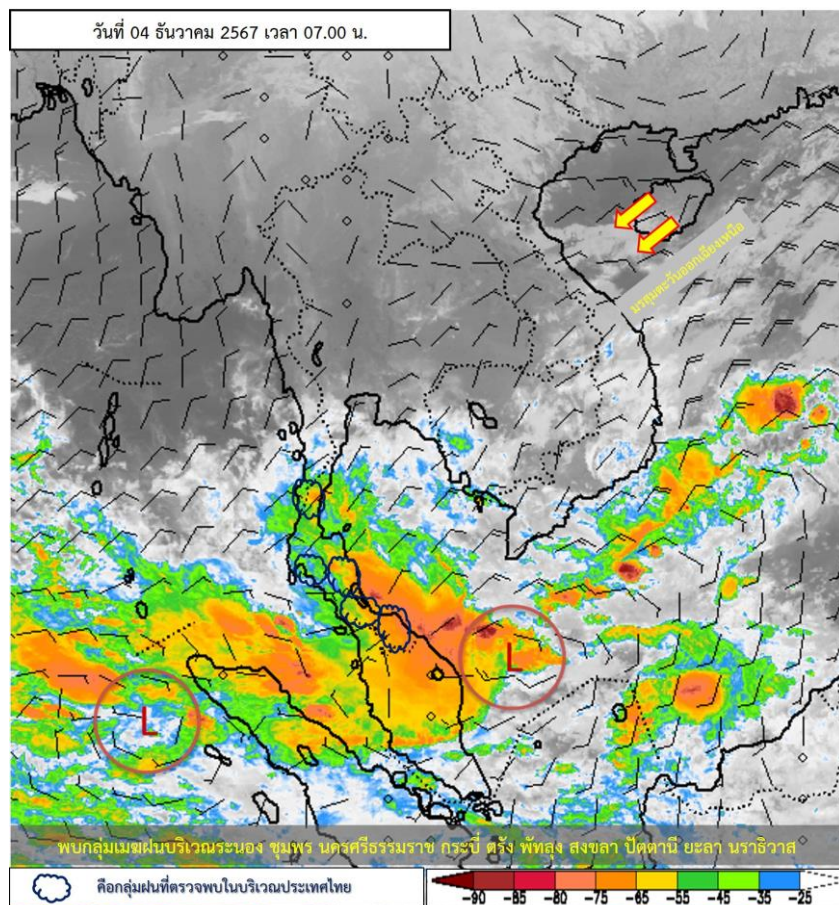 วันที่ 04 ธันวาคม 2567 เวลา 07.00 น.
มรสุมตะวันออกเฉียงเหนือ
L
L
พบกลุ่มเมฆฝนบริเวณระนอง ชุมพร นครศรีธรรมราช กระบี่ ตรัง พัทลุง สงขลา ปัตตานี ยะลา นราธิวาส
คือกลุ่มฝนที่ตรวจพบในบริเวณประเทศไทย
-90 -85 -80 -75 -65 -55 -45 -35 -25